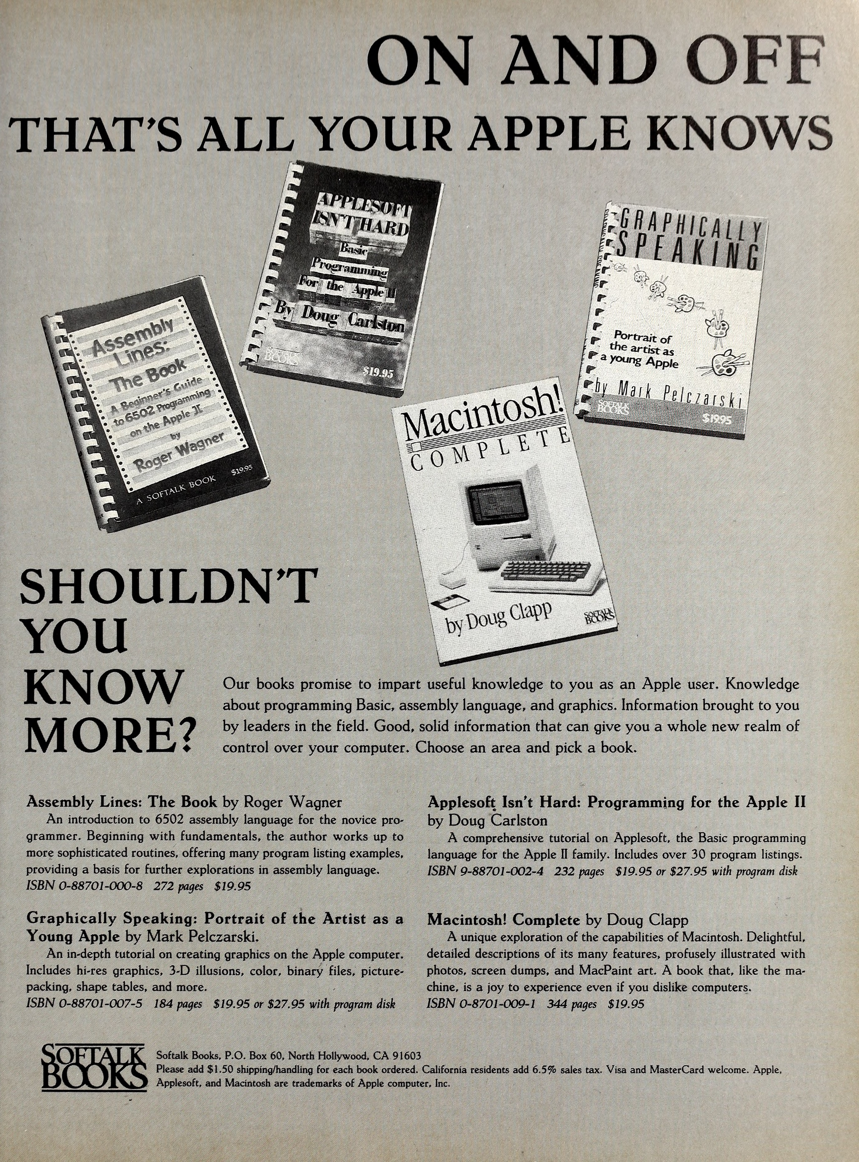 ON AND OFF
THAT'S ALL YOUR APPLE KNOWS
APPLESOFT
ISN'T HARD
Basic
Programming
For the Apple II
By Doug Carlston
SOFTALK
BOOKS
$19.95
GRAPHICALLY
SPEAKING
Portrait of
the artist as
a young Apple
by Mark Pelczarski
SOFTALK
BOOKS
$19.95
Assembly
Lines:
The Book
A Beginner's Guide
to 6502 Programming
on the Apple II
by
Roger Wagner
A SOFTALK BOOK $19.95
Macintosh!
COMPLETE
by Doug Clapp
SOFTALK
BOOKS
SHOULDN'T
YOU
KNOW
MORE?
Our books promise to impart useful knowledge to you as an Apple user. Knowledge
about programming Basic, assembly language, and graphics. Information brought to you
by leaders in the field. Good, solid information that can give you a whole new realm of
control over your computer. Choose an area and pick a book.
Assembly Lines: The Book by Roger Wagner
An introduction to 6502 assembly language for the novice pro-
grammer. Beginning with fundamentals, the author works up to
more sophisticated routines, offering many program listing examples,
providing a basis for further explorations in assembly language.
ISBN 0-88701-000-8 272 pages $19.95
Graphically Speaking: Portrait of the Artist as a
Young Apple by Mark Pelczarski.
An in-depth tutorial on creating graphics on the Apple computer.
Includes hi-res graphics, 3-D illusions, color, binary files, picture-
packing, shape tables, and more.
ISBN 0-88701-007-5 184 pages $19.95 or $27.95 with program disk
Applesoft Isn't Hard: Programming for the Apple II
by Doug Carlston
A comprehensive tutorial on Applesoft, the Basic programming
language for the Apple II family. Includes over 30 program listings.
ISBN 9-88701-002-4 232 pages $19.95 or $27.95 with program disk
Macintosh! Complete by Doug Clapp
A unique exploration of the capabilities of Macintosh. Delightful,
detailed descriptions of its many features, profusely illustrated with
photos, screen dumps, and MacPaint art. A book that, like the ma-
chine, is a joy to experience even if you dislike computers.
ISBN 0-8701-009-1 344 pages $19.95
SOFTALK
BOOKS
Softalk Books, P.O. Box 60, North Hollywood, CA 91603
Please add $1.50 shipping/handling for each book ordered. California residents add 6.5% sales tax. Visa and MasterCard welcome. Apple,
Applesoft, and Macintosh are trademarks of Apple computer, Inc.